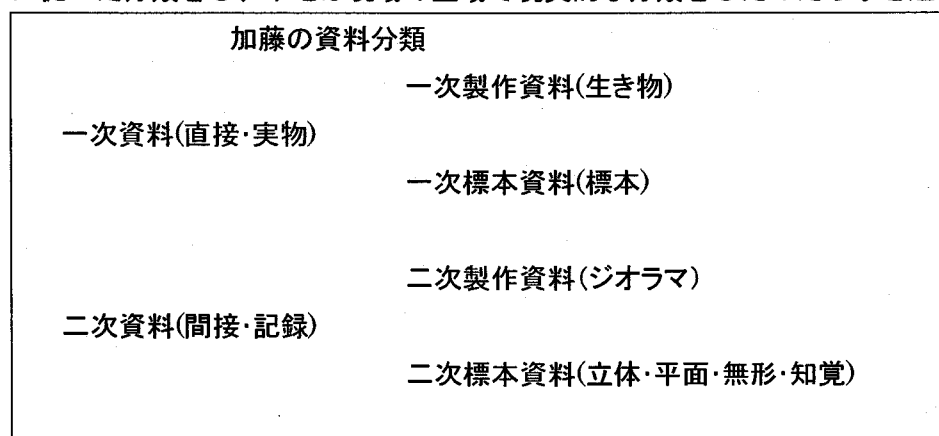 加藤の資料分類
一次製作資料(生き物)
一次資料(直接･実物)
一次標本資料(標本)
二次製作資料(ジオラマ)
二次資料(間接･記録)
二次標本資料(立体･平面･無形･知覚)